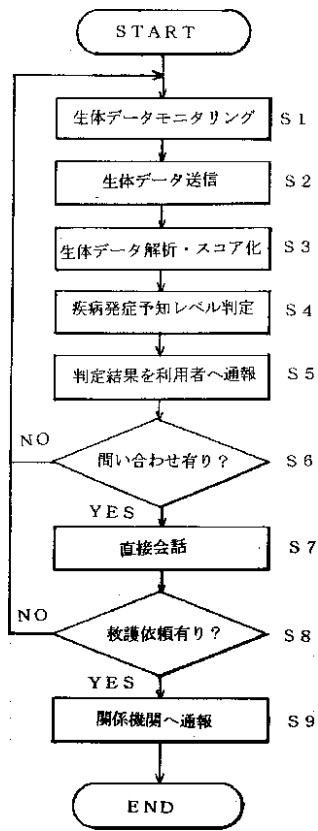 START
生体データモニタリング S1
生体データ送信 S2
生体データ解析・スコア化 S3
疾病発症予知レベル判定 S4
判定結果を利用者へ通報 S5
NO
問い合わせ有り? S6
YES
直接会話 S7
NO
救護依頼有り? S8
YES
関係機関へ通報 S9
END